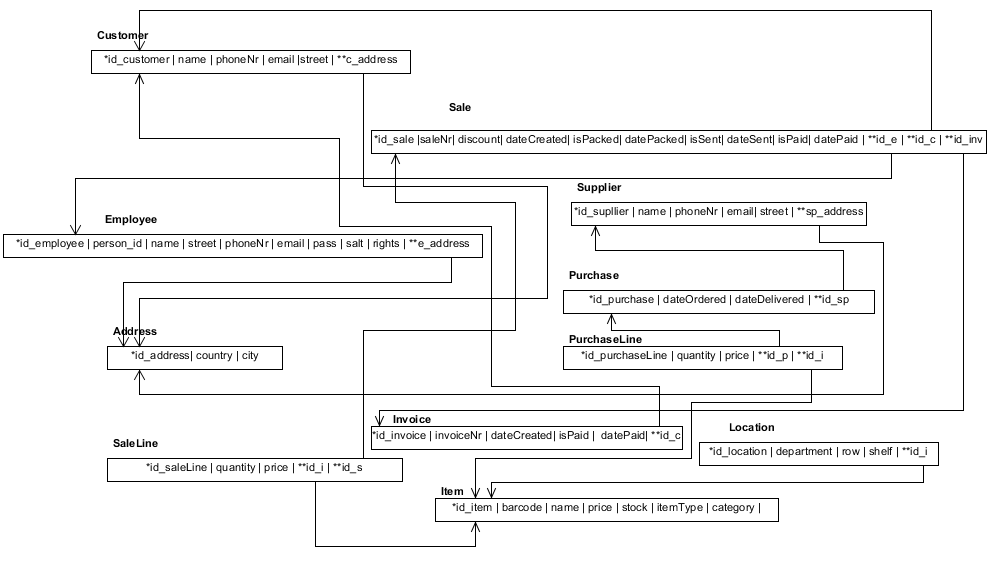 Customer
*id_customer | name | phoneNr | email |street | **c_address
Sale
*id_sale |saleNr| discount| dateCreated| isPacked| datePacked| isSent| dateSent| isPaid| datePaid | **id_e | **id_c | **id_inv
Supplier
*id_supllier | name | phoneNr | email| street | **sp_address
Employee
*id_employee | person_id | name | street | phoneNr | email | pass | salt | rights | **e_address
Purchase
*id_purchase | dateOrdered | dateDelivered | **id_sp
Address
*id_address| country | city
PurchaseLine
*id_purchaseLine | quantity | price | **id_p | **id_i
Invoice
*id_invoice | invoiceNr | dateCreated| isPaid | datePaid| **id_c
Location
*id_location | department | row | shelf | **id_i
SaleLine
*id_saleLine | quantity | price | **id_i | **id_s
Item
*id_item | barcode | name | price | stock | itemType | category |